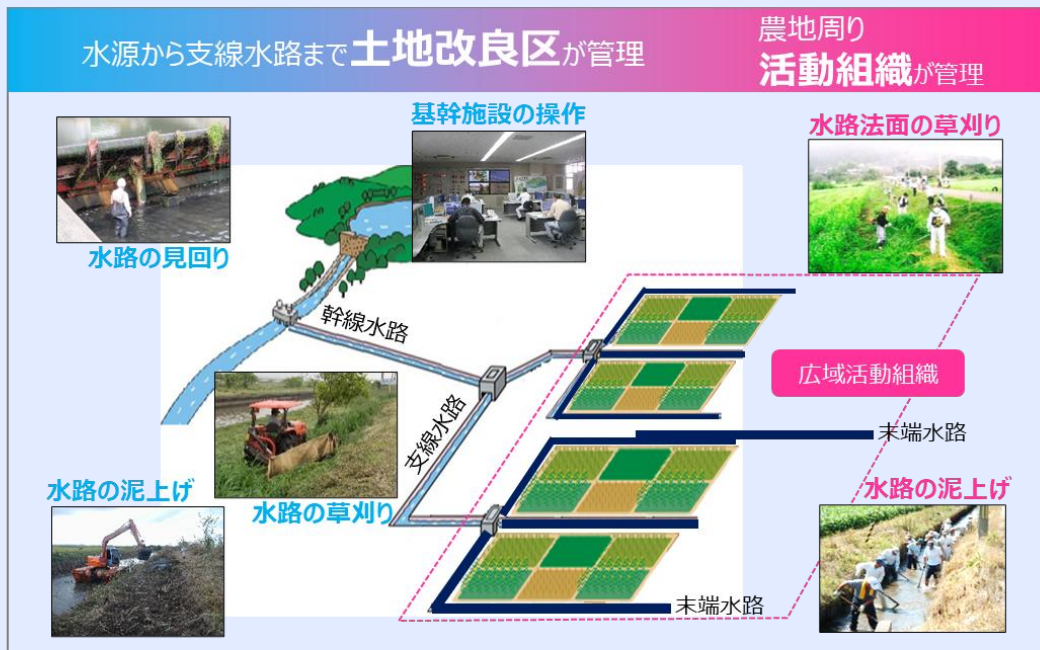 水源から支線水路まで土地改良区が管理
農地周り
活動組織が管理
基幹施設の操作
水路法面の草刈り
水路の見回り
幹線水路
広域活動組織
支線水路
末端水路
水路の泥上げ
水路の草刈り
水路の泥上げ
末端水路